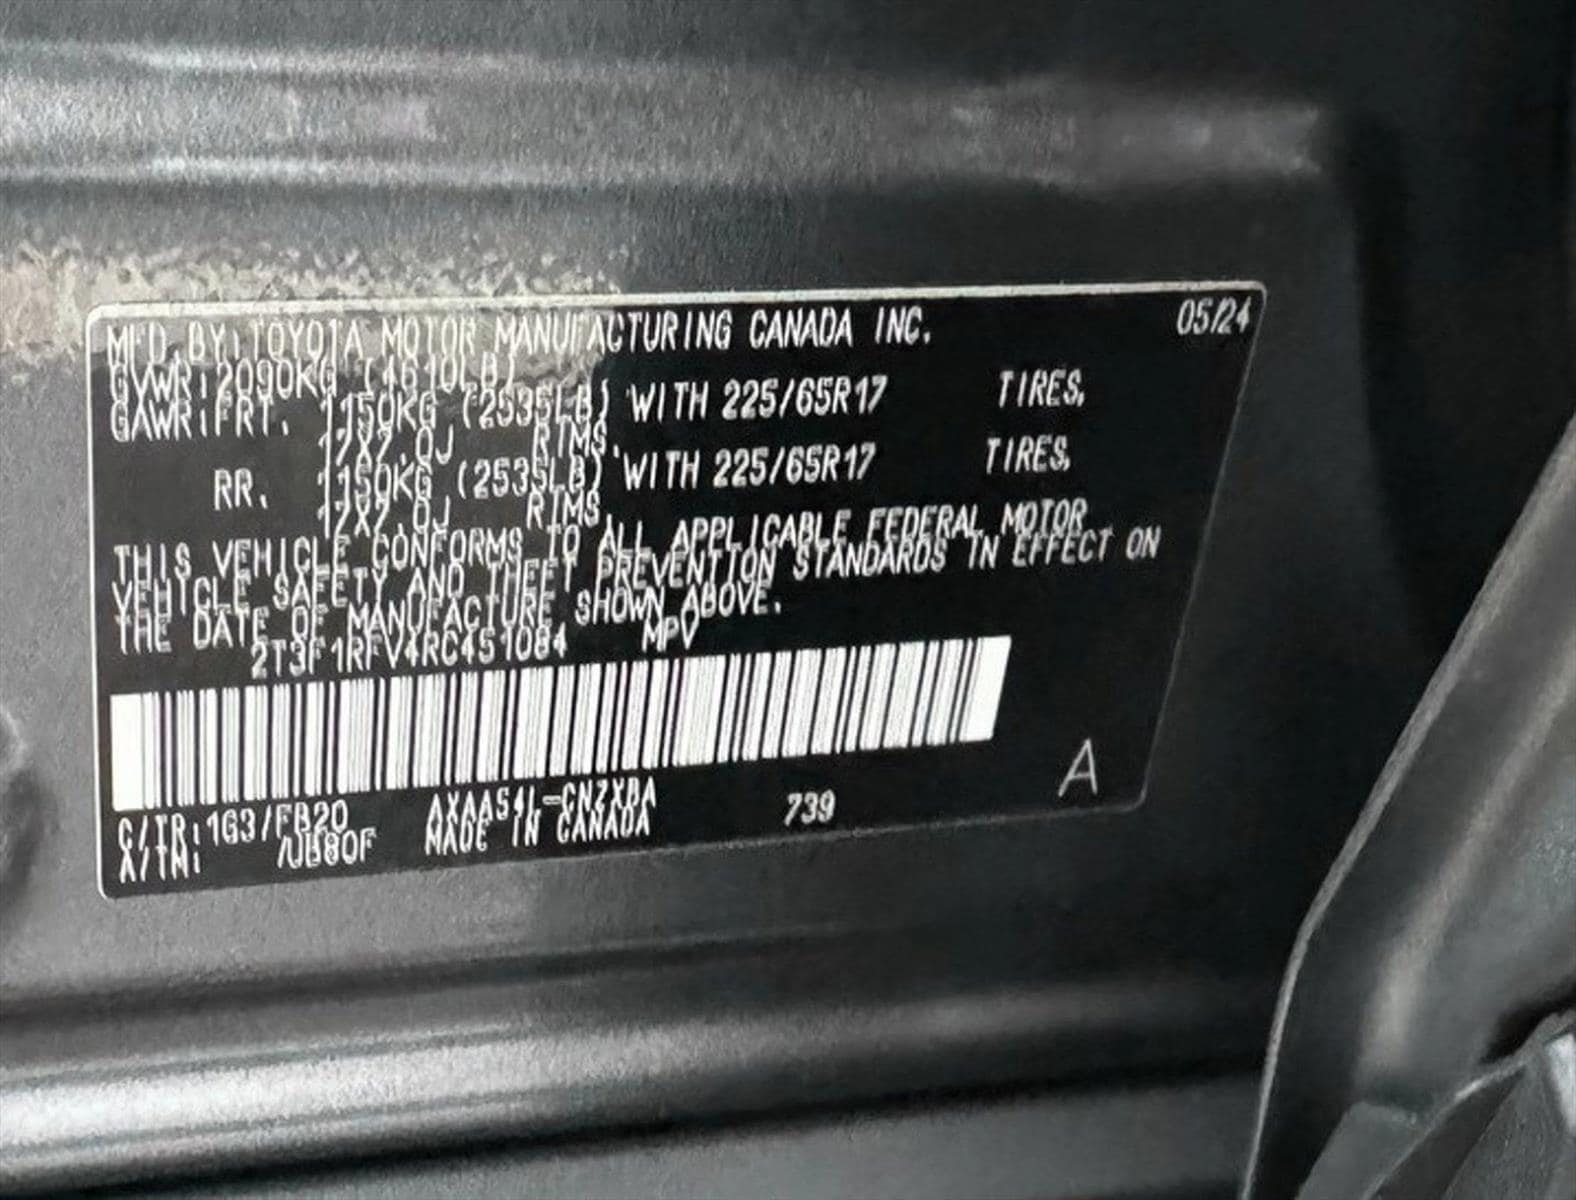 MFD.BY:TOYOTA MOTOR MANUFACTURING CANADA INC. 05/24
GVWR:2090KG (4610LB)
GAWR:FRT. 1150KG (2535LB) WITH 225/65R17 TIRES,
17X7.0J RIMS.
RR. 1150KG (2535LB) WITH 225/65R17 TIRES,
17X7.0J RIMS.
THIS VEHICLE CONFORMS TO ALL APPLICABLE FEDERAL MOTOR
VEHICLE SAFETY AND THEFT PREVENTION STANDARDS IN EFFECT ON
THE DATE OF MANUFACTURE SHOWN ABOVE.
2T3F1RFV4RC451084 MPV
C/TR:1G3/FB20 739 A
A/TM: MADE IN CANADA